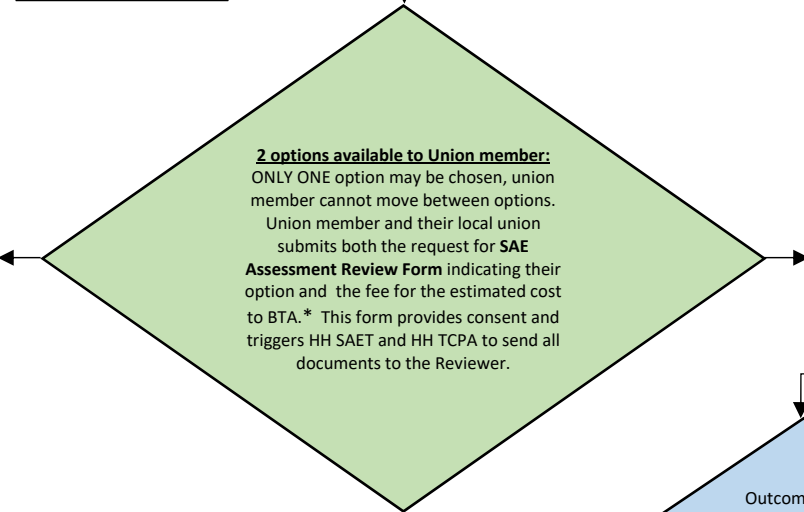 2 options available to Union member:
ONLY ONE option may be chosen, union
member cannot move between options.
Union member and their local union
submits both the request for SAE
Assessment Review Form indicating their
option and  the fee for the estimated cost
to BTA.*  This form provides consent and
triggers HH SAET and HH TCPA to send all
documents to the Reviewer.